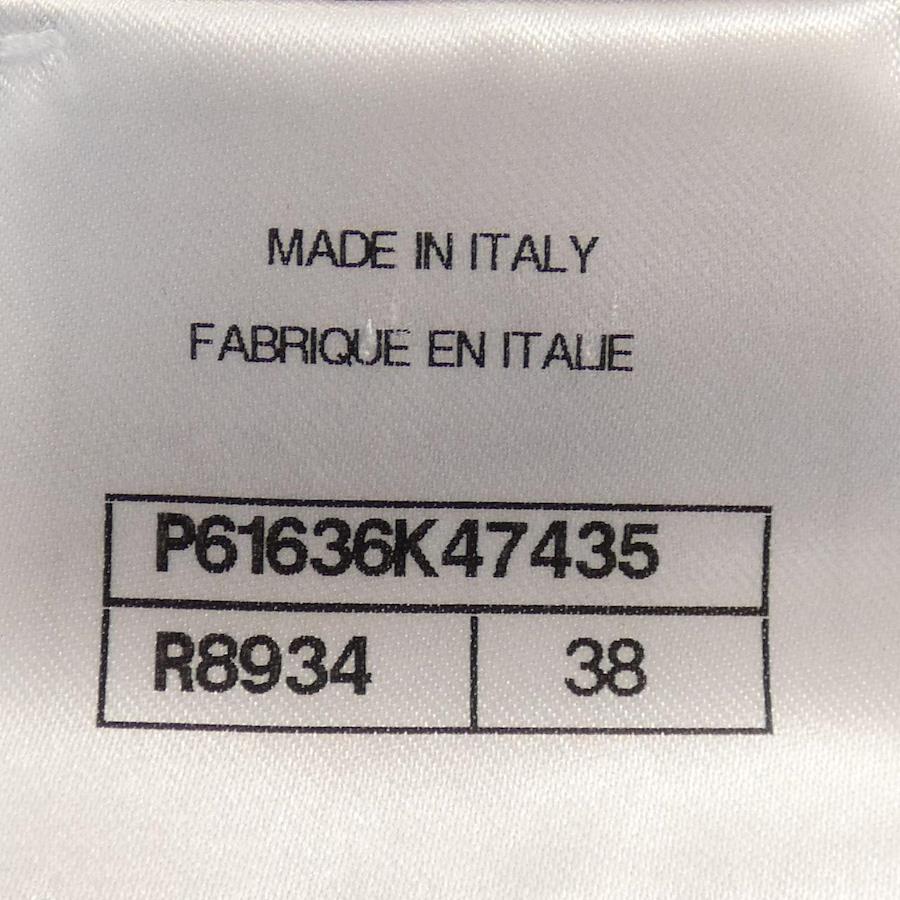 MADE IN ITALY
FABRIQUE EN ITALIE
P61636K47435
R8934 38